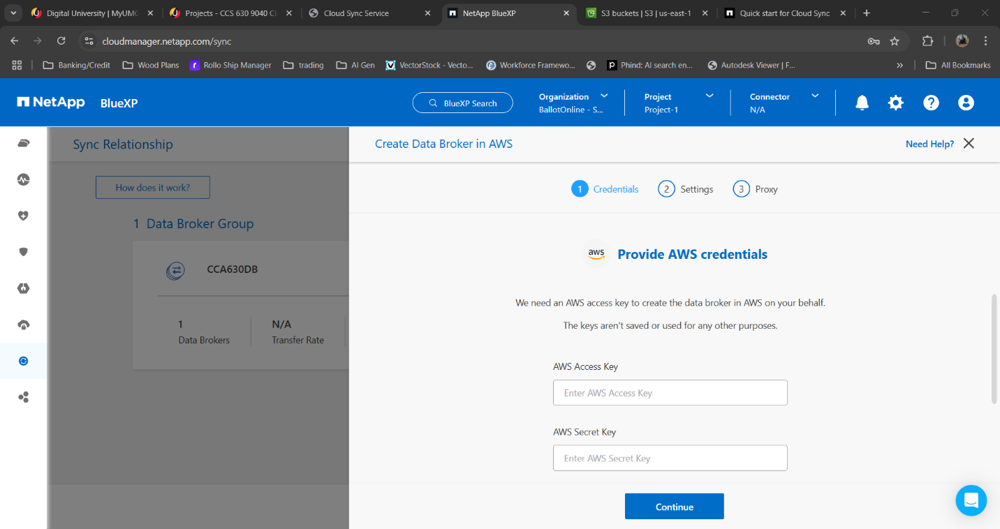 Digital University | MyUMG
Projects - CCS 630 9040 Cl
Cloud Sync Service
NetApp BlueXP
S3 buckets | S3 | us-east-1
Quick start for Cloud Sync
cloudmanager.netapp.com/sync
Banking/Credit
Wood Plans
r
Rollo Ship Manager
trading
AI Gen
VectorStock - Vecto...
Workforce Framewo...
p
Phind: AI search en...
Autodesk Viewer | F...
All Bookmarks
NetApp
BlueXP
BlueXP Search
Organization
BallotOnline - S...
Project
Project-1
Connector
N/A
Sync Relationship
How does it work?
1 Data Broker Group
CCA630DB
1
Data Brokers
N/A
Transfer Rate
Create Data Broker in AWS
Need Help?
1 Credentials
2 Settings
3 Proxy
aws
Provide AWS credentials
We need an AWS access key to create the data broker in AWS on your behalf.
The keys aren't saved or used for any other purposes.
AWS Access Key
Enter AWS Access Key
AWS Secret Key
Enter AWS Secret Key
Continue